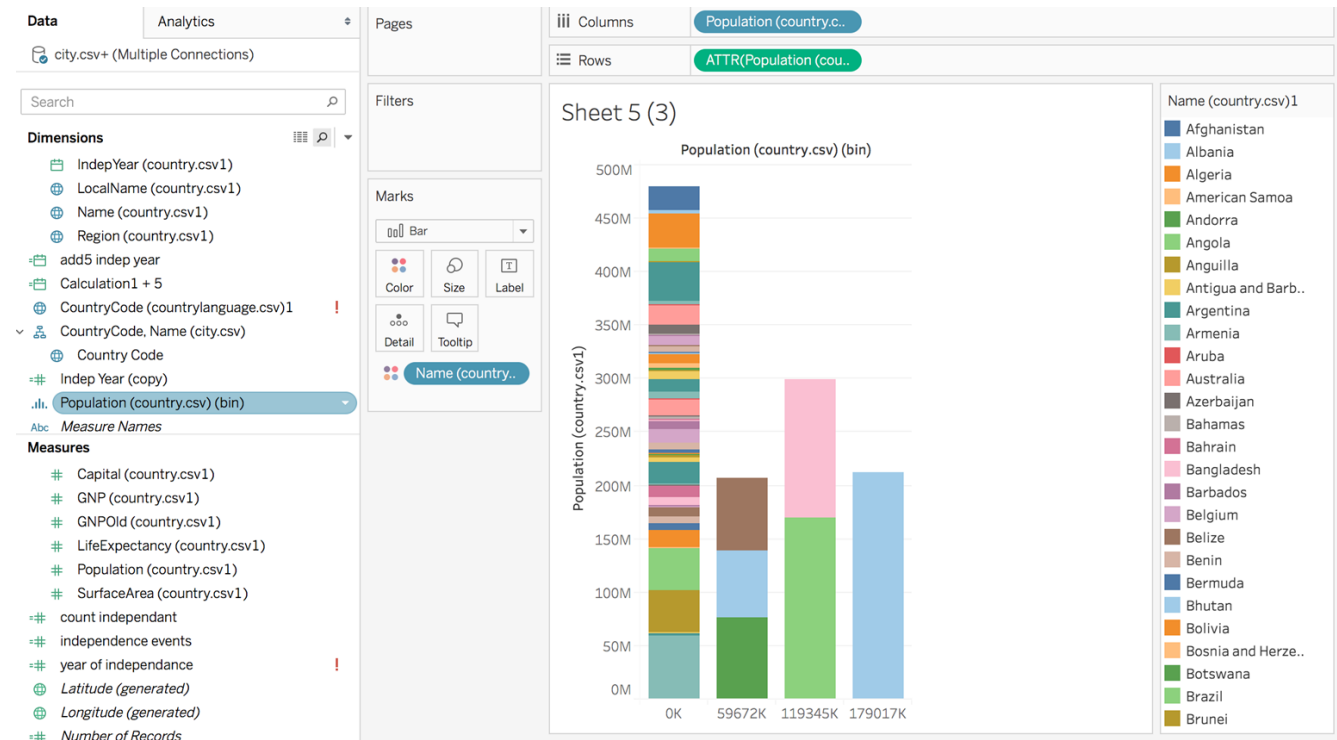 Data
Analytics
city.csv+ (Multiple Connections)
Search
Dimensions
IndepYear (country.csv1)
LocalName (country.csv1)
Name (country.csv1)
Region (country.csv1)
add5 indep year
Calculation1 + 5
CountryCode (countrylanguage.csv)1 !
CountryCode, Name (city.csv)
Country Code
Indep Year (copy)
Population (country.csv) (bin)
Abc Measure Names
Measures
Capital (country.csv1)
GNP (country.csv1)
GNPOld (country.csv1)
LifeExpectancy (country.csv1)
Population (country.csv1)
SurfaceArea (country.csv1)
count independant
independence events
year of independance !
Latitude (generated)
Longitude (generated)
Number of Records
Pages
Filters
Marks
Bar
Color
Size
T
Label
Detail
Tooltip
Name (country..
Columns
Population (country.c..
Rows
ATTR(Population (cou..
Sheet 5 (3)
Population (country.csv) (bin)
Population (country.csv1)
500M
450M
400M
350M
300M
250M
200M
150M
100M
50M
0M
0K 59672K 119345K 179017K
Name (country.csv)1
Afghanistan
Albania
Algeria
American Samoa
Andorra
Angola
Anguilla
Antigua and Barb..
Argentina
Armenia
Aruba
Australia
Azerbaijan
Bahamas
Bahrain
Bangladesh
Barbados
Belgium
Belize
Benin
Bermuda
Bhutan
Bolivia
Bosnia and Herze..
Botswana
Brazil
Brunei